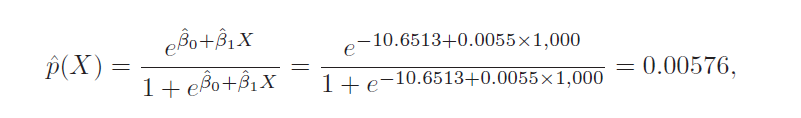 p̂(X) = e^{β̂₀+β̂₁X} / (1 + e^{β̂₀+β̂₁X}) = e^{−10.6513+0.0055×1,000} / (1 + e^{−10.6513+0.0055×1,000}) = 0.00576,